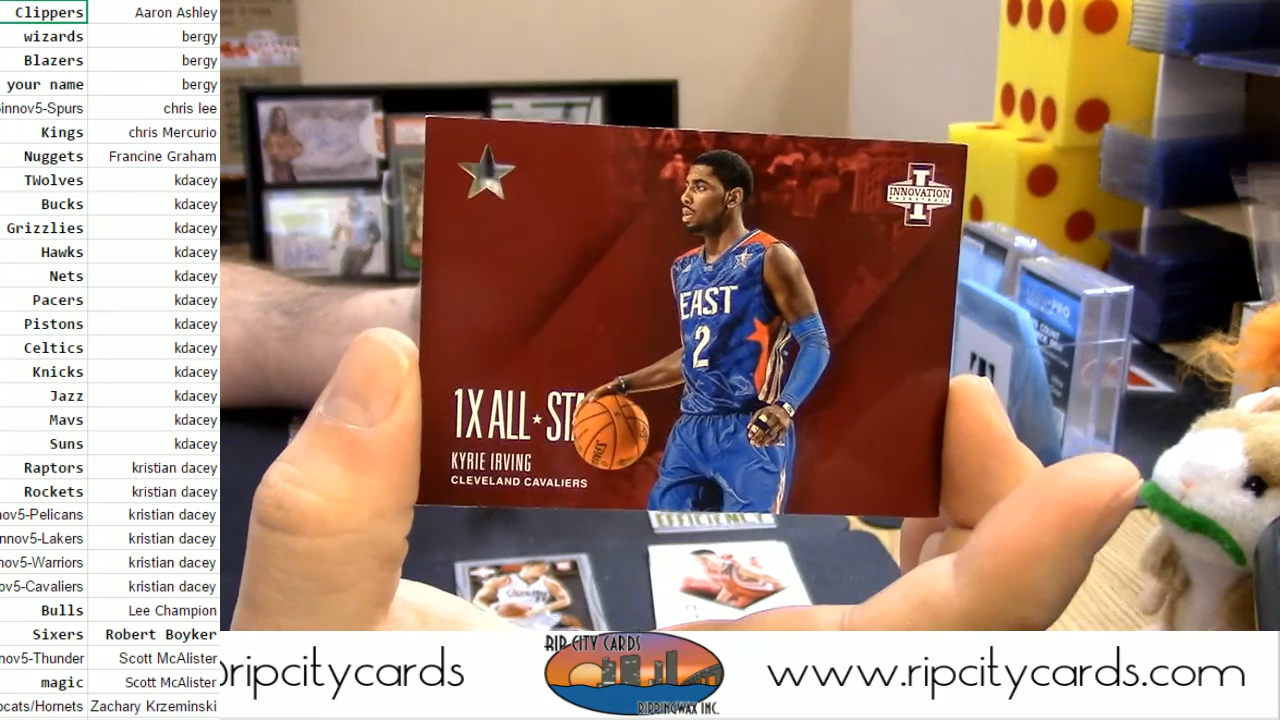 Clippers Aaron Ashley
wizards bergy
Blazers bergy
your name bergy
innov5-Spurs chris lee
Kings chris Mercurio
Nuggets Francine Graham
TWolves kdacey
Bucks kdacey
Grizzlies kdacey
Hawks kdacey
Nets kdacey
Pacers kdacey
Pistons kdacey
Celtics kdacey
Knicks kdacey
Jazz kdacey
Mavs kdacey
Suns kdacey
Raptors kristian dacey
Rockets kristian dacey
nov5-Pelicans kristian dacey
nnov5-Lakers kristian dacey
nov5-Warriors kristian dacey
ov5-Cavaliers kristian dacey
Bulls Lee Champion
Sixers Robert Boyker
nov5-Thunder Scott McAlister
magic Scott McAlister
ocats/Hornets Zachary Krzeminski
INNOVATION
BASKETBALL
EAST
2
1X ALL★STA
KYRIE IRVING
CLEVELAND CAVALIERS
SPALDING
EFFICIENCY
ripcitycards
RIP CITY CARDS
RIPPINGWAX INC.
www.ripcitycards.com